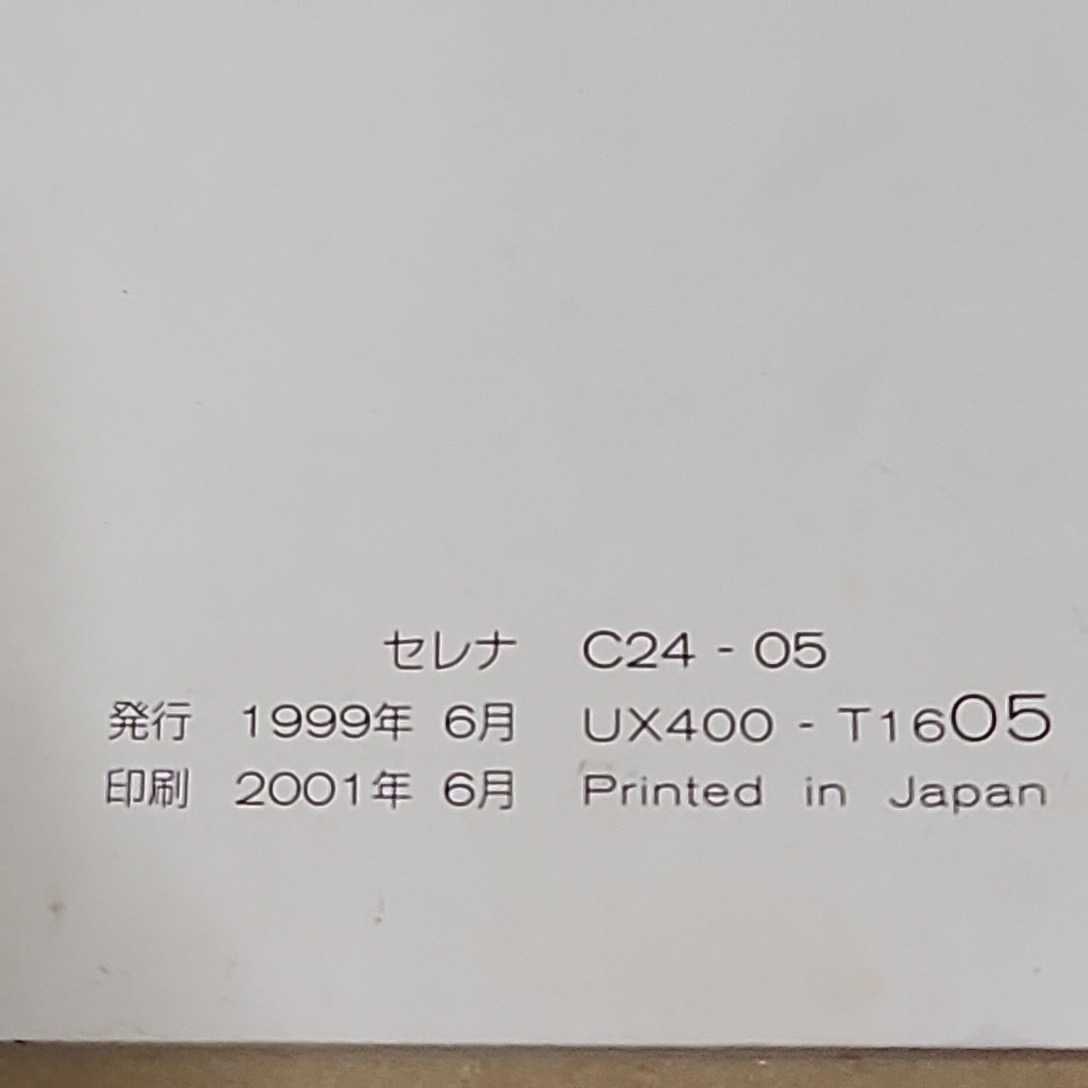 セレナ C24 - 05
発行 1999年 6月 UX400 - T1605
印刷 2001年 6月 Printed in Japan